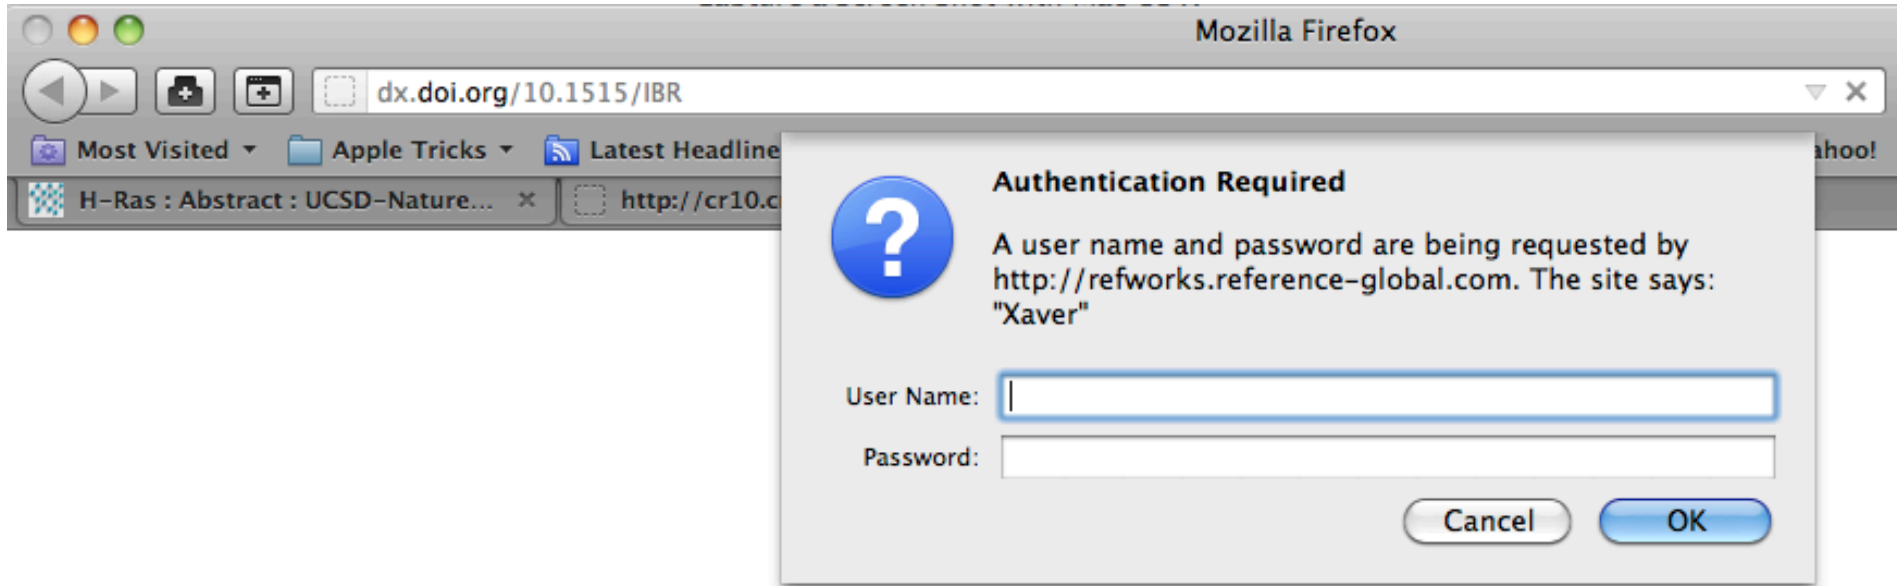 Mozilla Firefox
dx.doi.org/10.1515/IBR
Most Visited Apple Tricks Latest Headline ahoo!
H-Ras : Abstract : UCSD-Nature... http://cr10.c
Authentication Required
A user name and password are being requested by
http://refworks.reference-global.com. The site says:
"Xaver"
User Name:
Password:
Cancel OK